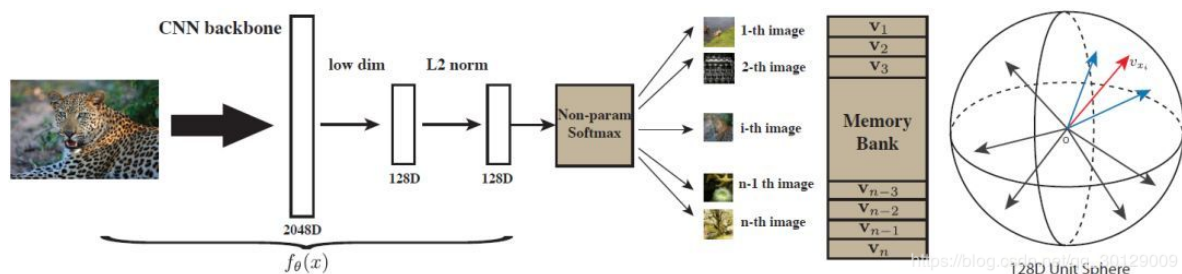 CNN backbone
2048D
low dim
128D
L2 norm
128D
fθ(x)
Non-param
Softmax
1-th image
2-th image
i-th image
n-1 th image
n-th image
v1
v2
v3
Memory
Bank
vn−3
vn−2
vn−1
vn
vxi
O
128D Unit Sphere
https://blog.csdn.net/qq_30129009